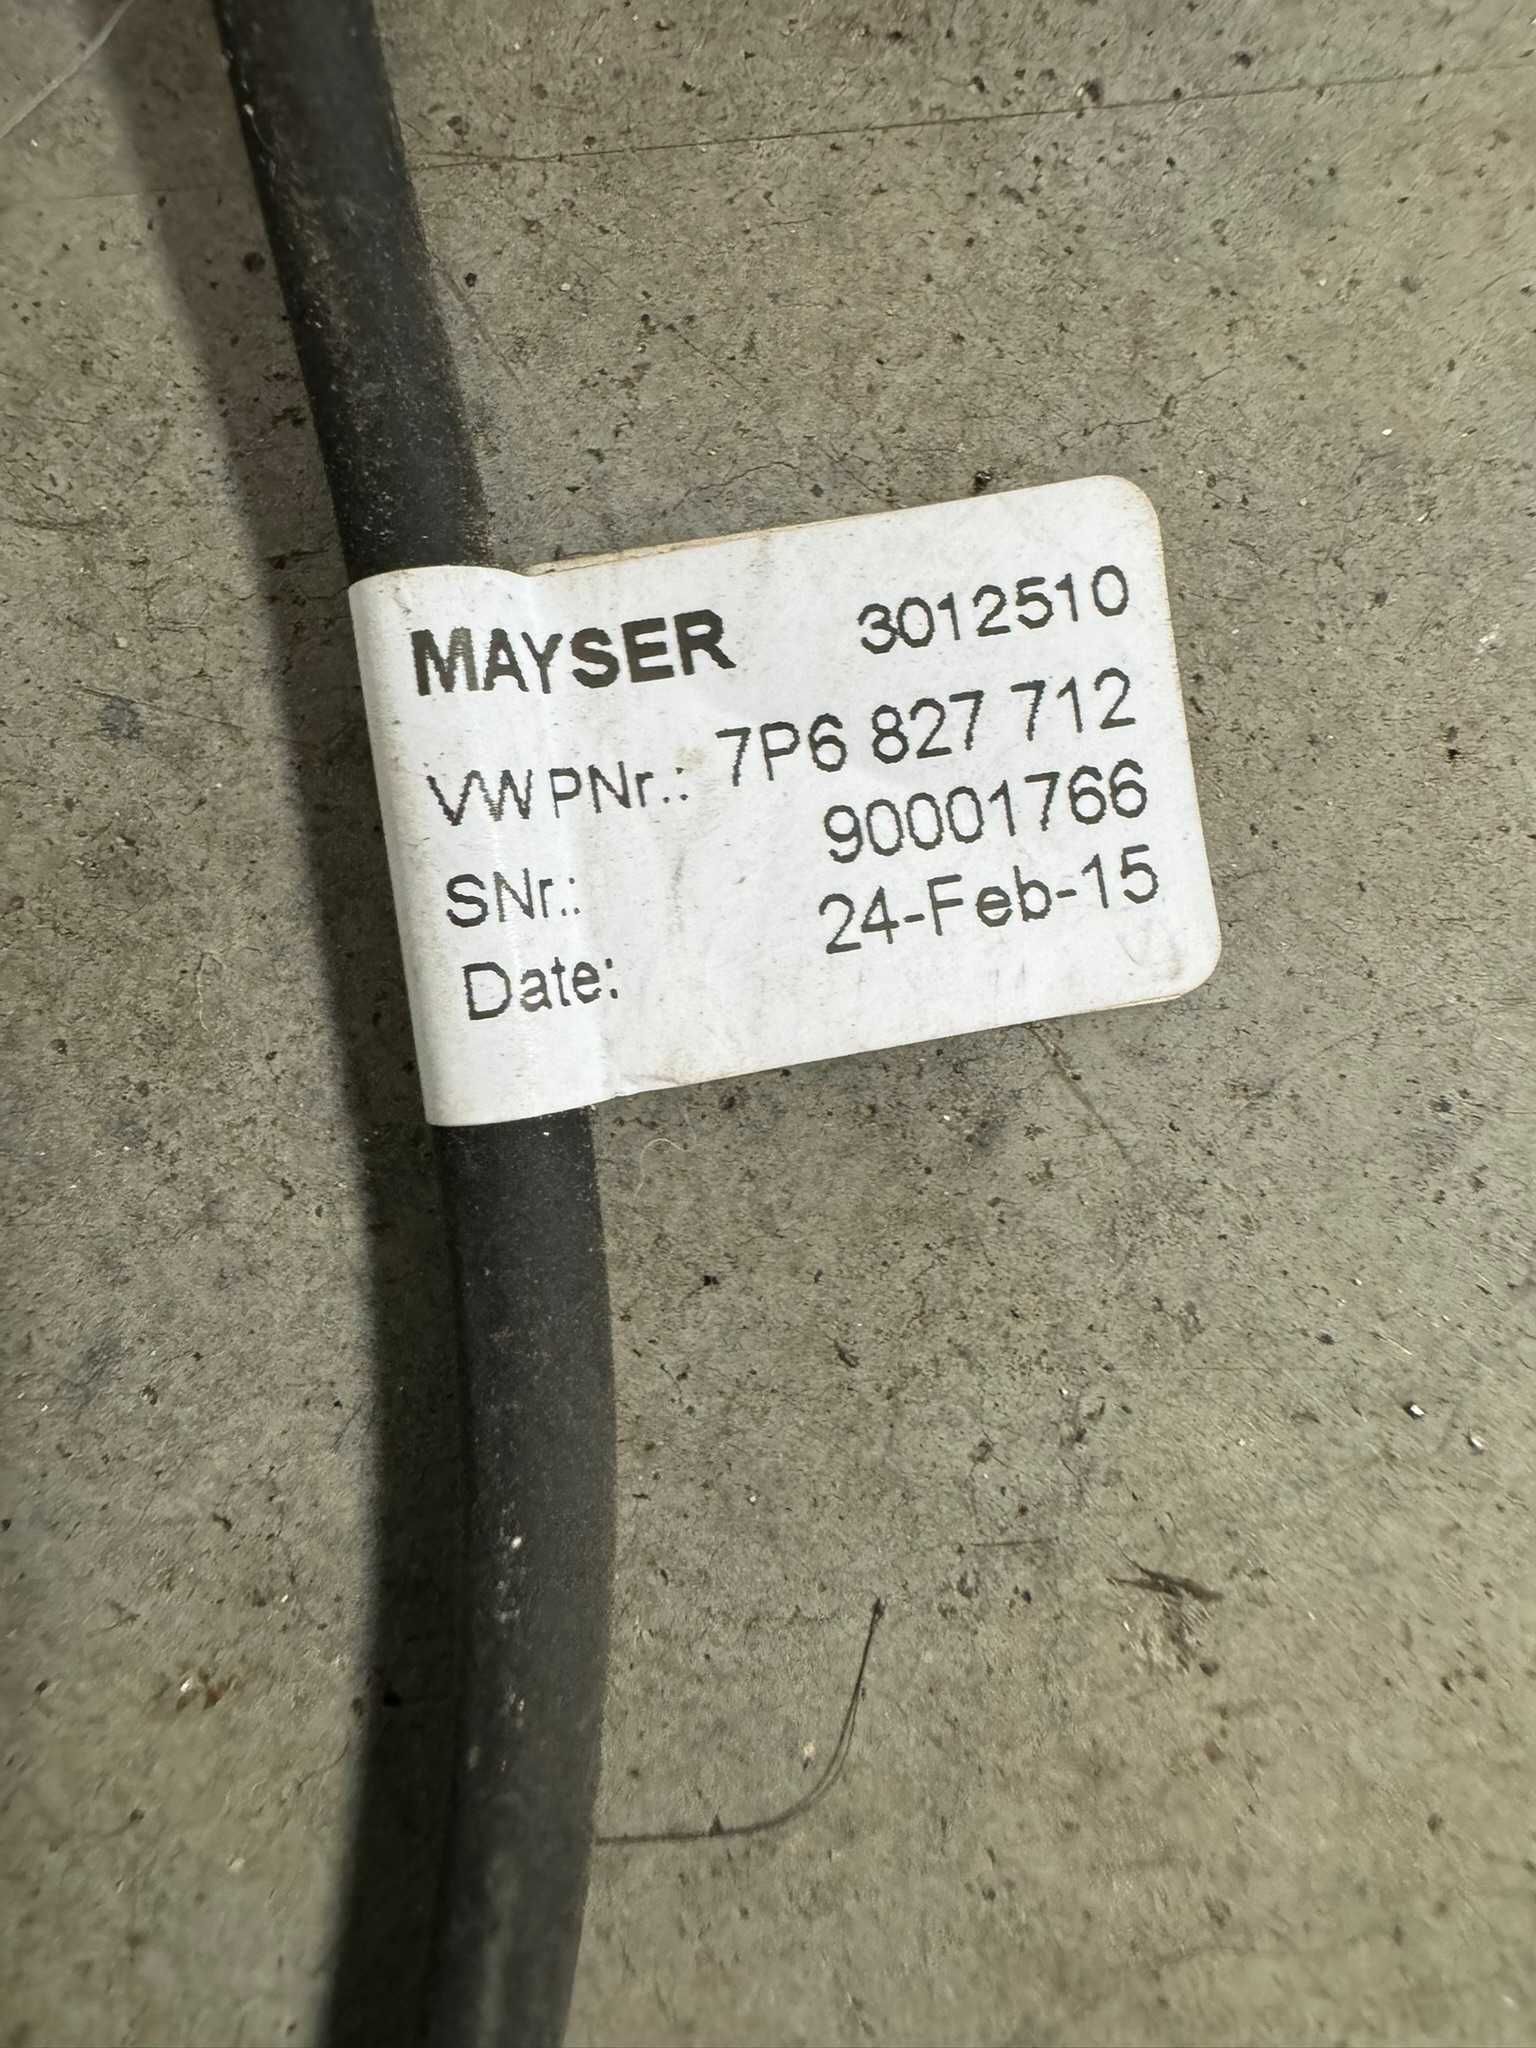 MAYSER 3012510
VW PNr.: 7P6 827 712
SNr.: 90001766
Date: 24-Feb-15